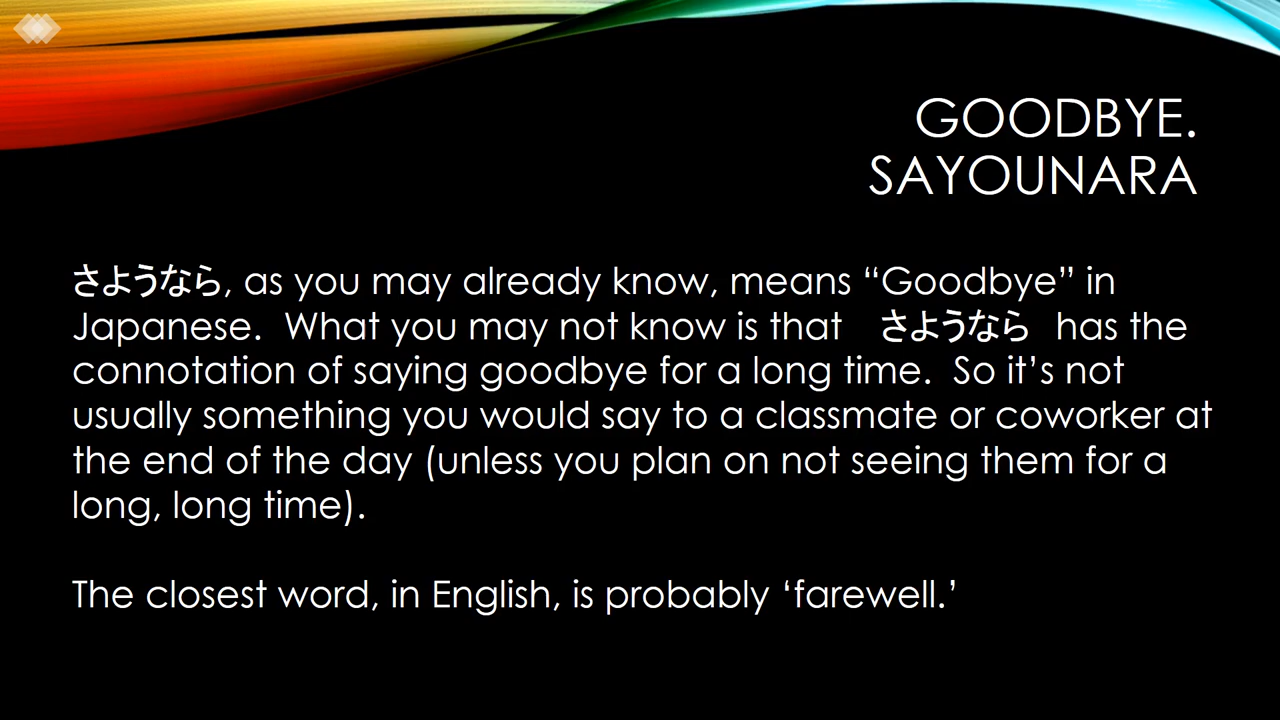 GOODBYE.
SAYOUNARA
さようなら, as you may already know, means “Goodbye” in
Japanese.  What you may not know is that　さようなら　has the
connotation of saying goodbye for a long time.  So it’s not
usually something you would say to a classmate or coworker at
the end of the day (unless you plan on not seeing them for a
long, long time).
The closest word, in English, is probably ‘farewell.’